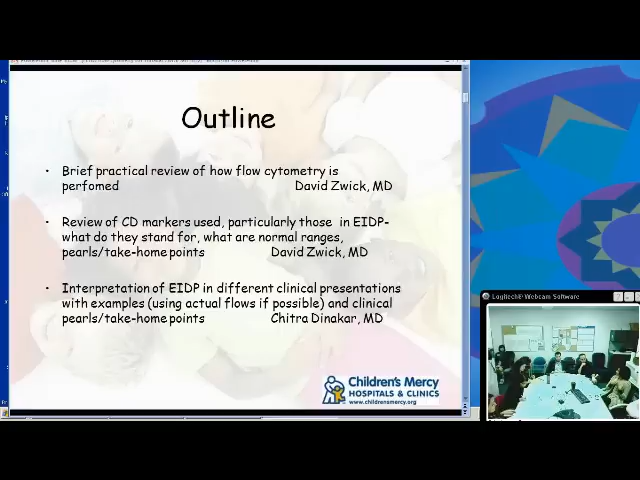 Outline
• Brief practical review of how flow cytometry is
perfomed David Zwick, MD
• Review of CD markers used, particularly those in EIDP-
what do they stand for, what are normal ranges,
pearls/take-home points David Zwick, MD
• Interpretation of EIDP in different clinical presentations
with examples (using actual flows if possible) and clinical
pearls/take-home points Chitra Dinakar, MD
Children's Mercy
HOSPITALS & CLINICS
www.childrensmercy.org
Logitech® Webcam Software